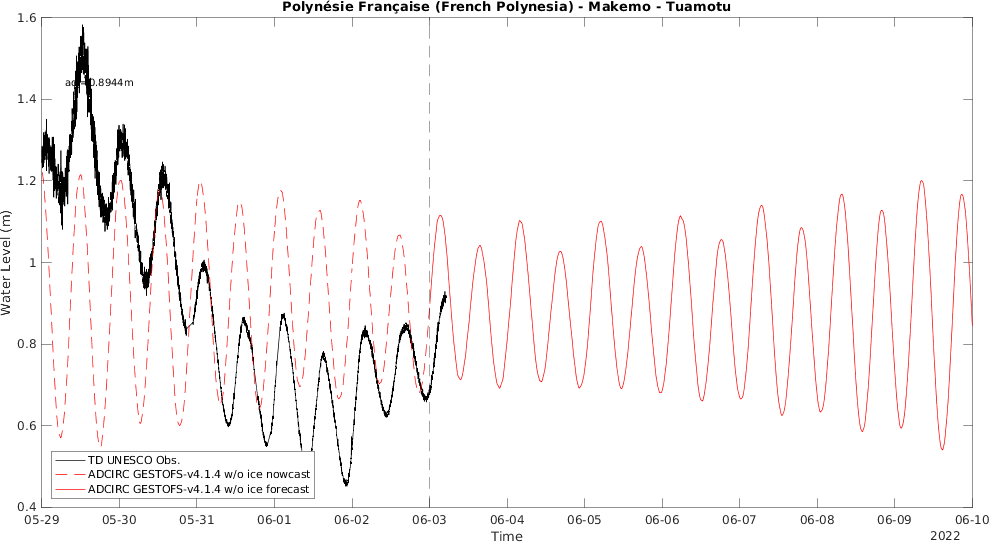 Polynésie Française (French Polynesia) - Makemo - Tuamotu
1.6
1.4
1.2
1
0.8
0.6
0.4
Water Level (m)
0.8944m
TD UNESCO Obs.
ADCIRC GESTOFS-v4.1.4 w/o ice nowcast
ADCIRC GESTOFS-v4.1.4 w/o ice forecast
05-29 05-30 05-31 06-01 06-02 06-03 06-04 06-05 06-06 06-07 06-08 06-09 06-10
Time
2022